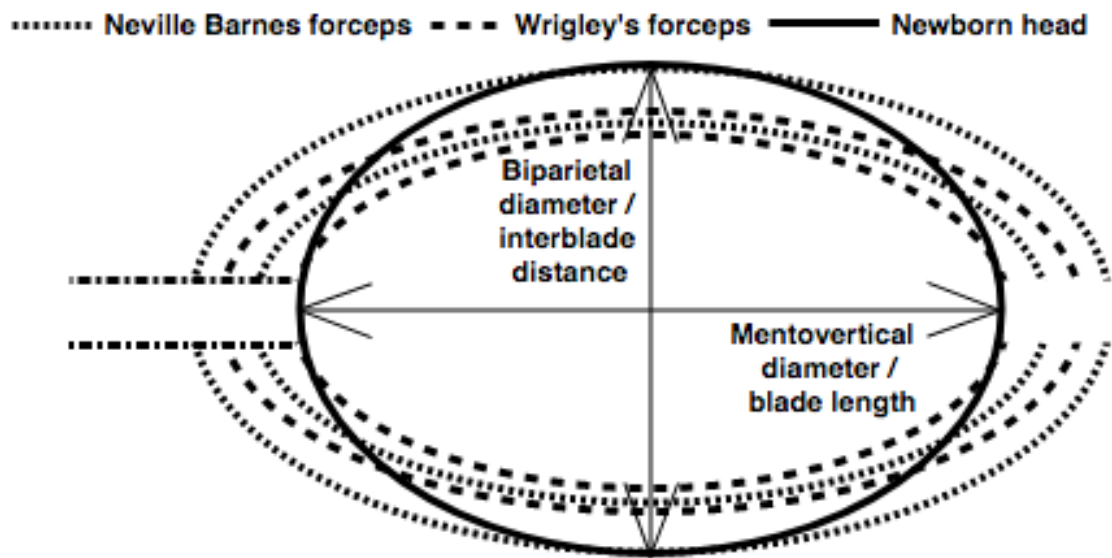 Neville Barnes forceps Wrigley's forceps Newborn head
Biparietal
diameter /
interblade
distance
Mentovertical
diameter /
blade length